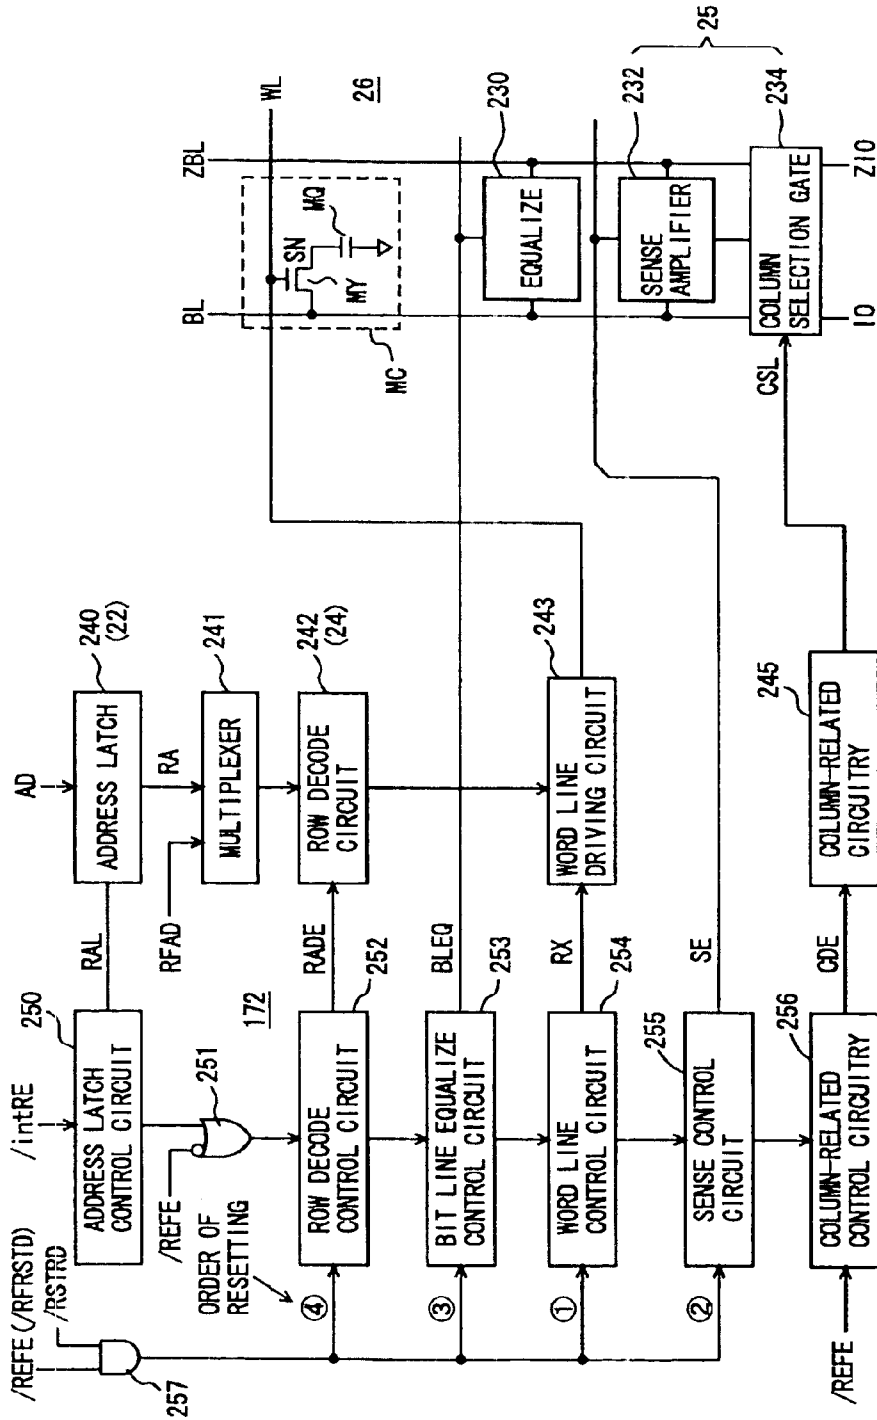 /REFE(/RFRSTD)
/RSTRD
257
/intRE
250
ADDRESS LATCH
CONTROL CIRCUIT
RAL
AD
240
(22)
ADDRESS LATCH
RA
RFAD
241
MULTIPLEXER
/REFE
251
172
ORDER OF
RESETTING
④
ROW DECODE
CONTROL CIRCUIT
252
RADE
242
(24)
ROW DECODE
CIRCUIT
③
BIT LINE EQUALIZE
CONTROL CIRCUIT
253
BLEQ
①
WORD LINE
CONTROL CIRCUIT
254
RX
243
WORD LINE
DRIVING CIRCUIT
②
255
SENSE CONTROL
CIRCUIT
SE
/REFE
256
COLUMN-RELATED
CONTROL CIRCUITRY
CDE
245
COLUMN-RELATED
CIRCUITRY
CSL
BL
ZBL
WL
SN
MQ
MY
MC
26
230
EQUALIZE
232
SENSE
AMPLIFIER
25
234
COLUMN
SELECTION GATE
IO
ZIO